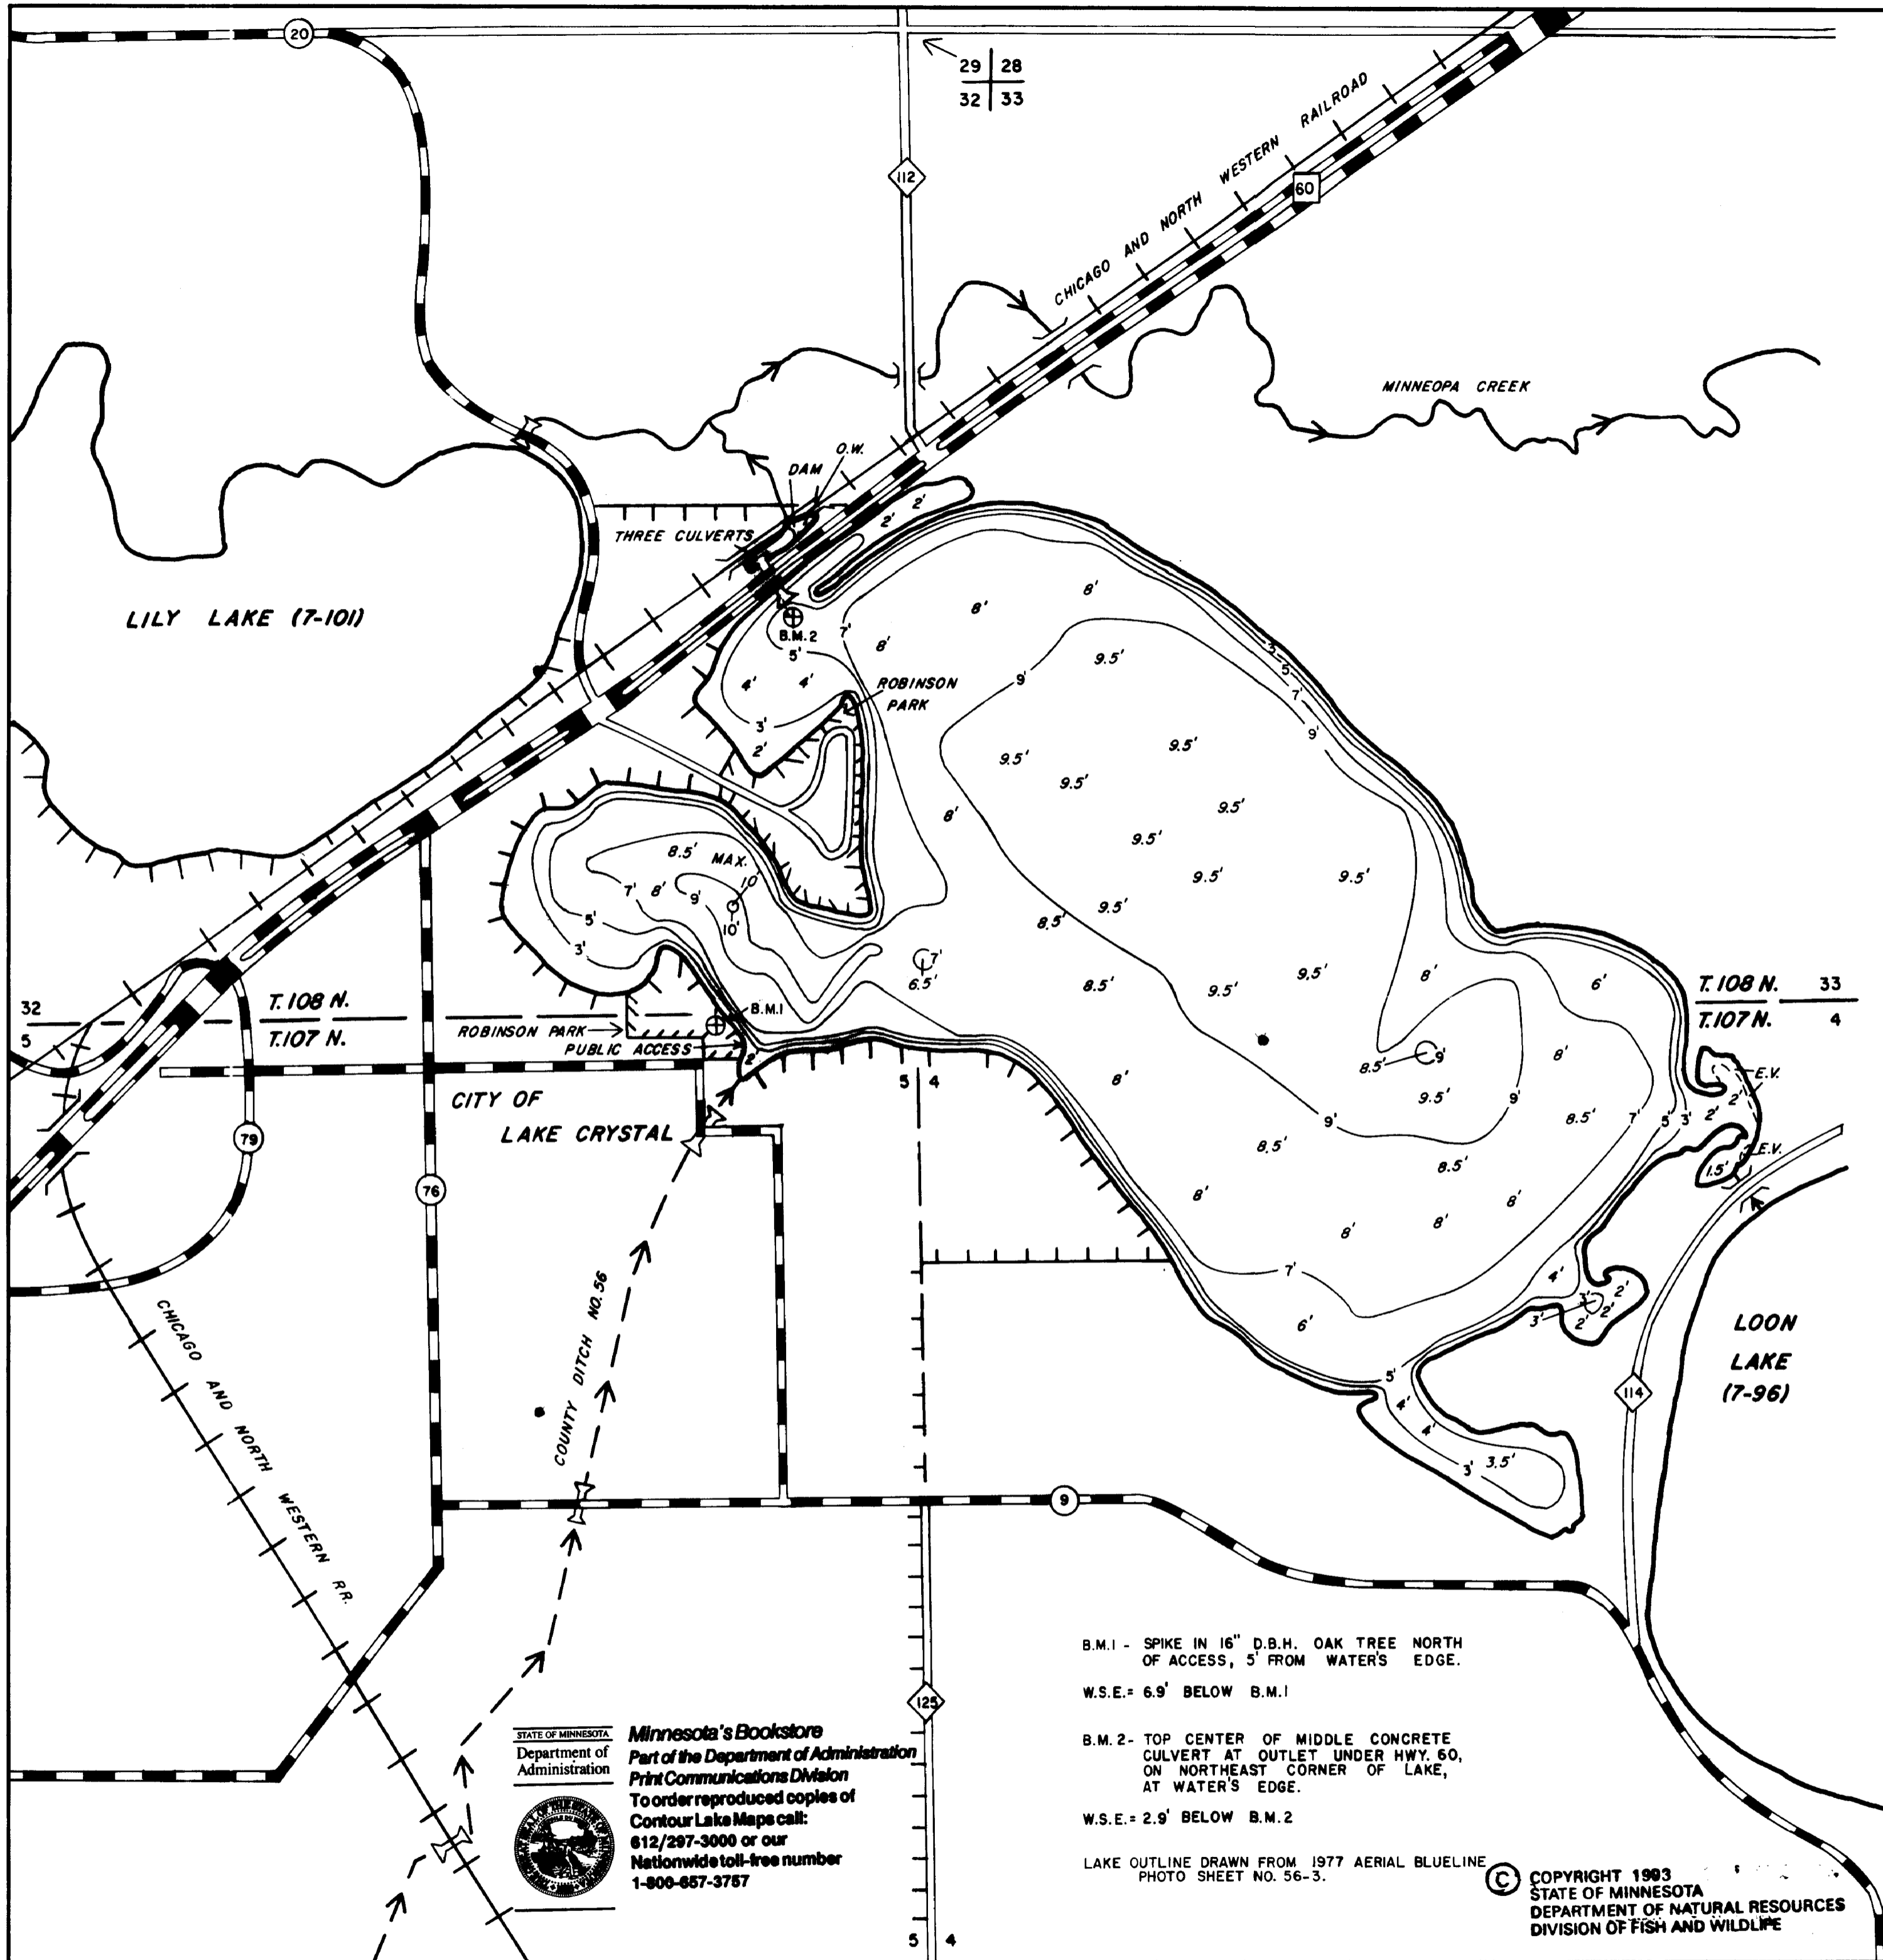 20
29 28
32 33
112
CHICAGO AND NORTH WESTERN RAILROAD
60
MINNEOPA CREEK
O.W.
DAM
THREE CULVERTS
2'
2'
LILY LAKE (7-101)
B.M. 2
5'
7'
8'
8'
8'
4'
4'
3'
2'
ROBINSON
PARK
9'
9.5'
3'
5'
7'
9'
9.5'
9.5'
9.5'
9.5'
8'
9.5'
9.5'
9.5'
9.5'
8.5'
MAX.
10'
7'
8'
9'
10'
5'
3'
8.5'
7'
6.5'
8.5'
9.5'
9.5'
8'
6'
32
5
T. 108 N.
T. 107 N.
T. 108 N. 33
T. 107 N. 4
B.M.1
ROBINSON PARK
PUBLIC ACCESS
2'
5 4
CITY OF
LAKE CRYSTAL
79
76
8'
8.5'
9'
8'
9.5'
9'
9'
8.5'
8.5'
8.5'
7'
5'
3'
2'
2'
E.V.
E.V.
1.5'
8'
8'
8'
8'
7'
6'
4'
3'
3'
2'
2'
2'
5'
4'
4'
3'
3.5'
LOON
LAKE
(7-96)
114
CHICAGO AND NORTH WESTERN RR.
COUNTY DITCH NO. 56
9
125
5 4
B.M.1 - SPIKE IN 16" D.B.H. OAK TREE NORTH
OF ACCESS, 5' FROM WATER'S EDGE.
W.S.E.= 6.9' BELOW B.M.1
B.M. 2- TOP CENTER OF MIDDLE CONCRETE
CULVERT AT OUTLET UNDER HWY. 60,
ON NORTHEAST CORNER OF LAKE,
AT WATER'S EDGE.
W.S.E.= 2.9' BELOW B.M. 2
LAKE OUTLINE DRAWN FROM 1977 AERIAL BLUELINE
PHOTO SHEET NO. 56-3.
STATE OF MINNESOTA
Department of
Administration
Minnesota's Bookstore
Part of the Department of Administration
Print Communications Division
To order reproduced copies of
Contour Lake Maps call:
612/297-3000 or our
Nationwide toll-free number
1-800-657-3757
© COPYRIGHT 1993
STATE OF MINNESOTA
DEPARTMENT OF NATURAL RESOURCES
DIVISION OF FISH AND WILDLIFE